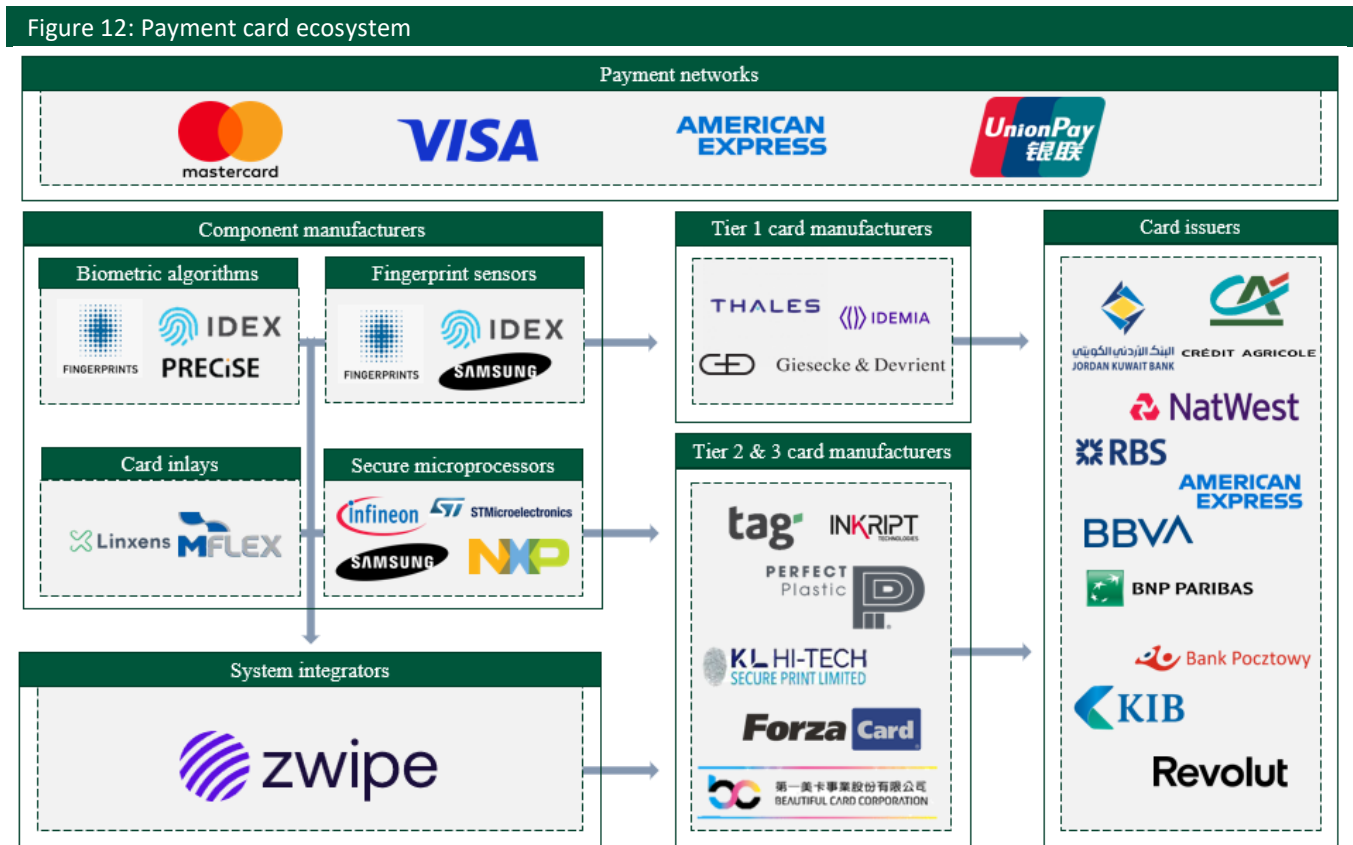 Figure 12: Payment card ecosystem
Payment networks
mastercard
VISA
AMERICAN
EXPRESS
UnionPay
银联
Component manufacturers
Biometric algorithms
FINGERPRINTS
IDEX
PRECiSE
Fingerprint sensors
FINGERPRINTS
IDEX
SAMSUNG
Card inlays
Linxens
MFLEX
Secure microprocessors
infineon
ST
STMicroelectronics
SAMSUNG
NXP
System integrators
zwipe
Tier 1 card manufacturers
THALES
IDEMIA
Giesecke & Devrient
Tier 2 & 3 card manufacturers
tag
INKRIPT
TECHNOLOGIES
PERFECT
Plastic
KL HI-TECH
SECURE PRINT LIMITED
Forza Card
第一美卡事業股份有限公司
BEAUTIFUL CARD CORPORATION
Card issuers
البنك الأردني الكويتي
JORDAN KUWAIT BANK
CRÉDIT AGRICOLE
NatWest
RBS
AMERICAN
EXPRESS
BBVA
BNP PARIBAS
Bank Pocztowy
KIB
Revolut